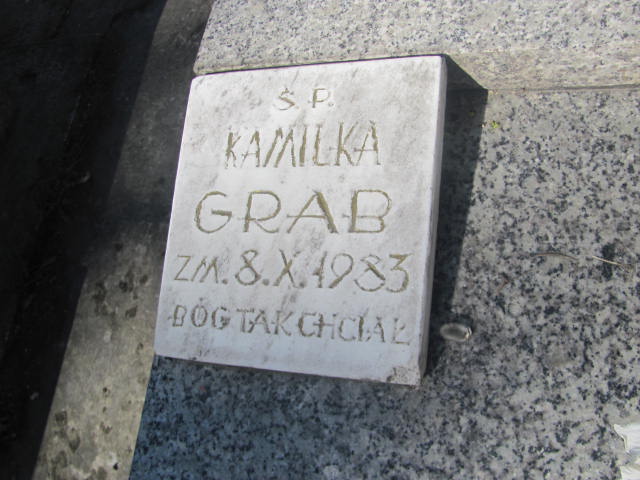 Ś. P.
KAMILKA
GRAB
ZM. 8. X. 1983
BÓG TAK CHCIAŁ